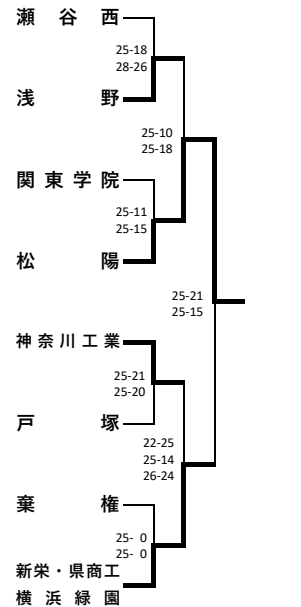 瀬谷西
25-18
28-26
浅野
25-10
25-18
関東学院
25-11
25-15
松陽
25-21
25-15
神奈川工業
25-21
25-20
戸塚
22-25
25-14
26-24
棄権
25- 0
25- 0
新栄・県商工
横浜緑園